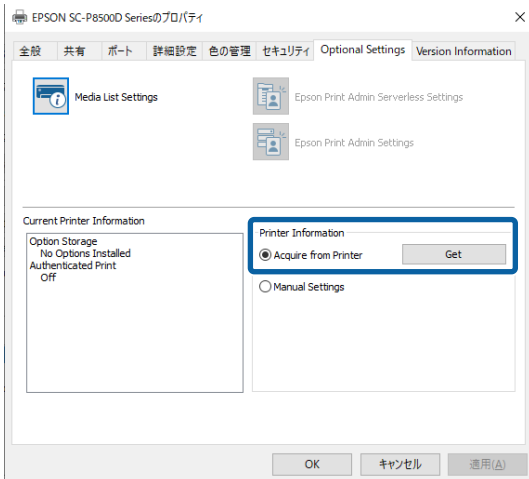 EPSON SC-P8500D Seriesのプロパティ
全般 共有 ポート 詳細設定 色の管理 セキュリティ Optional Settings Version Information
Media List Settings
Epson Print Admin Serverless Settings
Epson Print Admin Settings
Current Printer Information
Option Storage
No Options Installed
Authenticated Print
Off
Printer Information
Acquire from Printer Get
Manual Settings
OK キャンセル 適用(A)